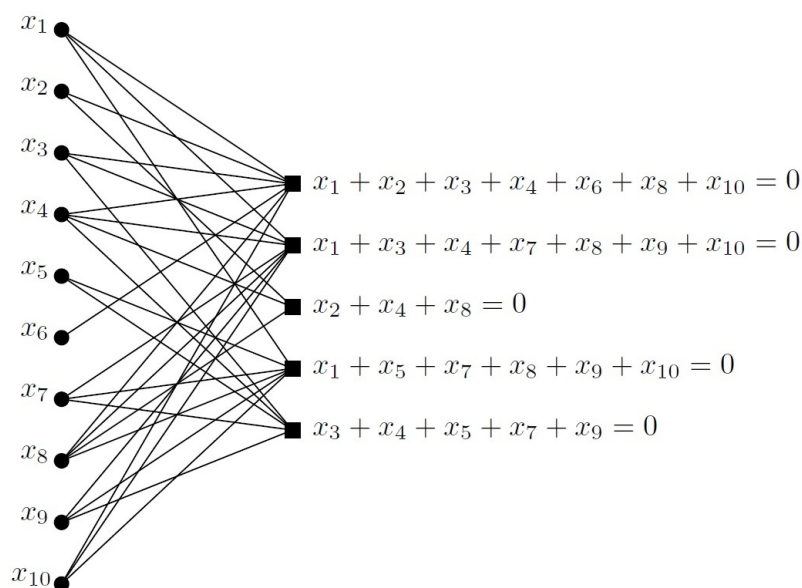 x₁
x₂
x₃
x₄
x₅
x₆
x₇
x₈
x₉
x₁₀
x₁ + x₂ + x₃ + x₄ + x₆ + x₈ + x₁₀ = 0
x₁ + x₃ + x₄ + x₇ + x₈ + x₉ + x₁₀ = 0
x₂ + x₄ + x₈ = 0
x₁ + x₅ + x₇ + x₈ + x₉ + x₁₀ = 0
x₃ + x₄ + x₅ + x₇ + x₉ = 0